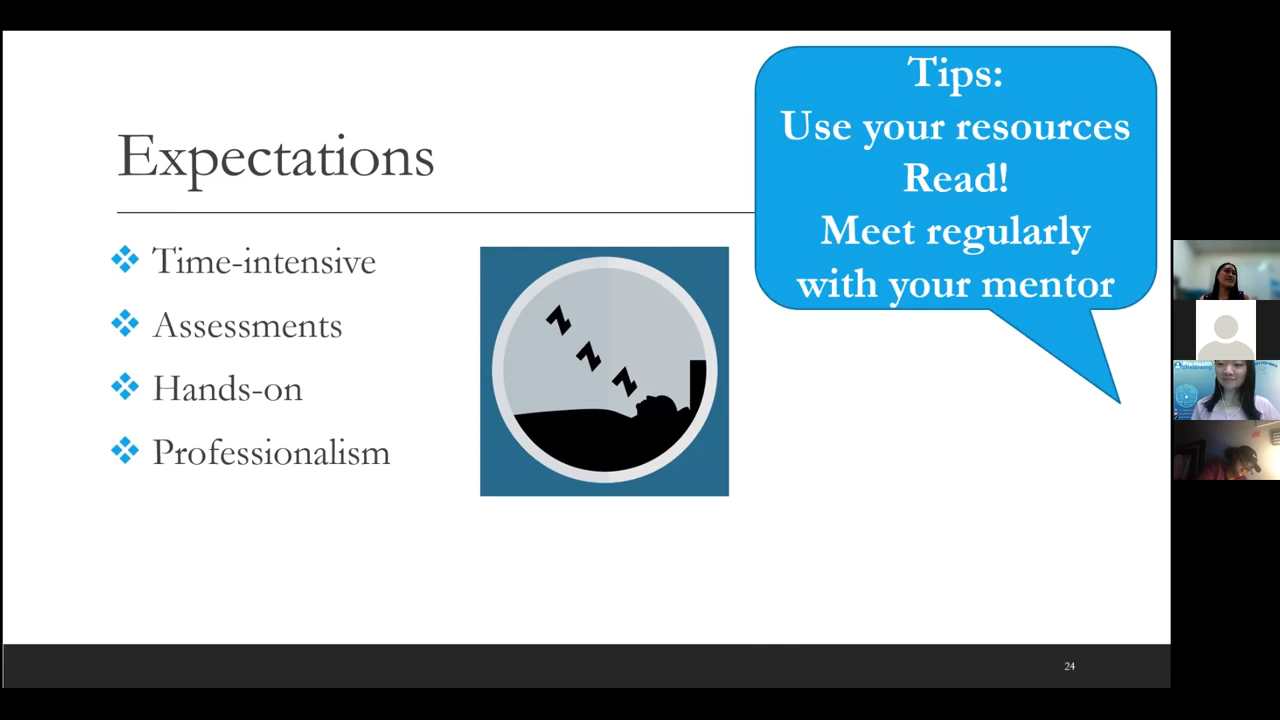 Expectations
Time-intensive
Assessments
Hands-on
Professionalism
z
z
z
Tips:
Use your resources
Read!
Meet regularly
with your mentor
24